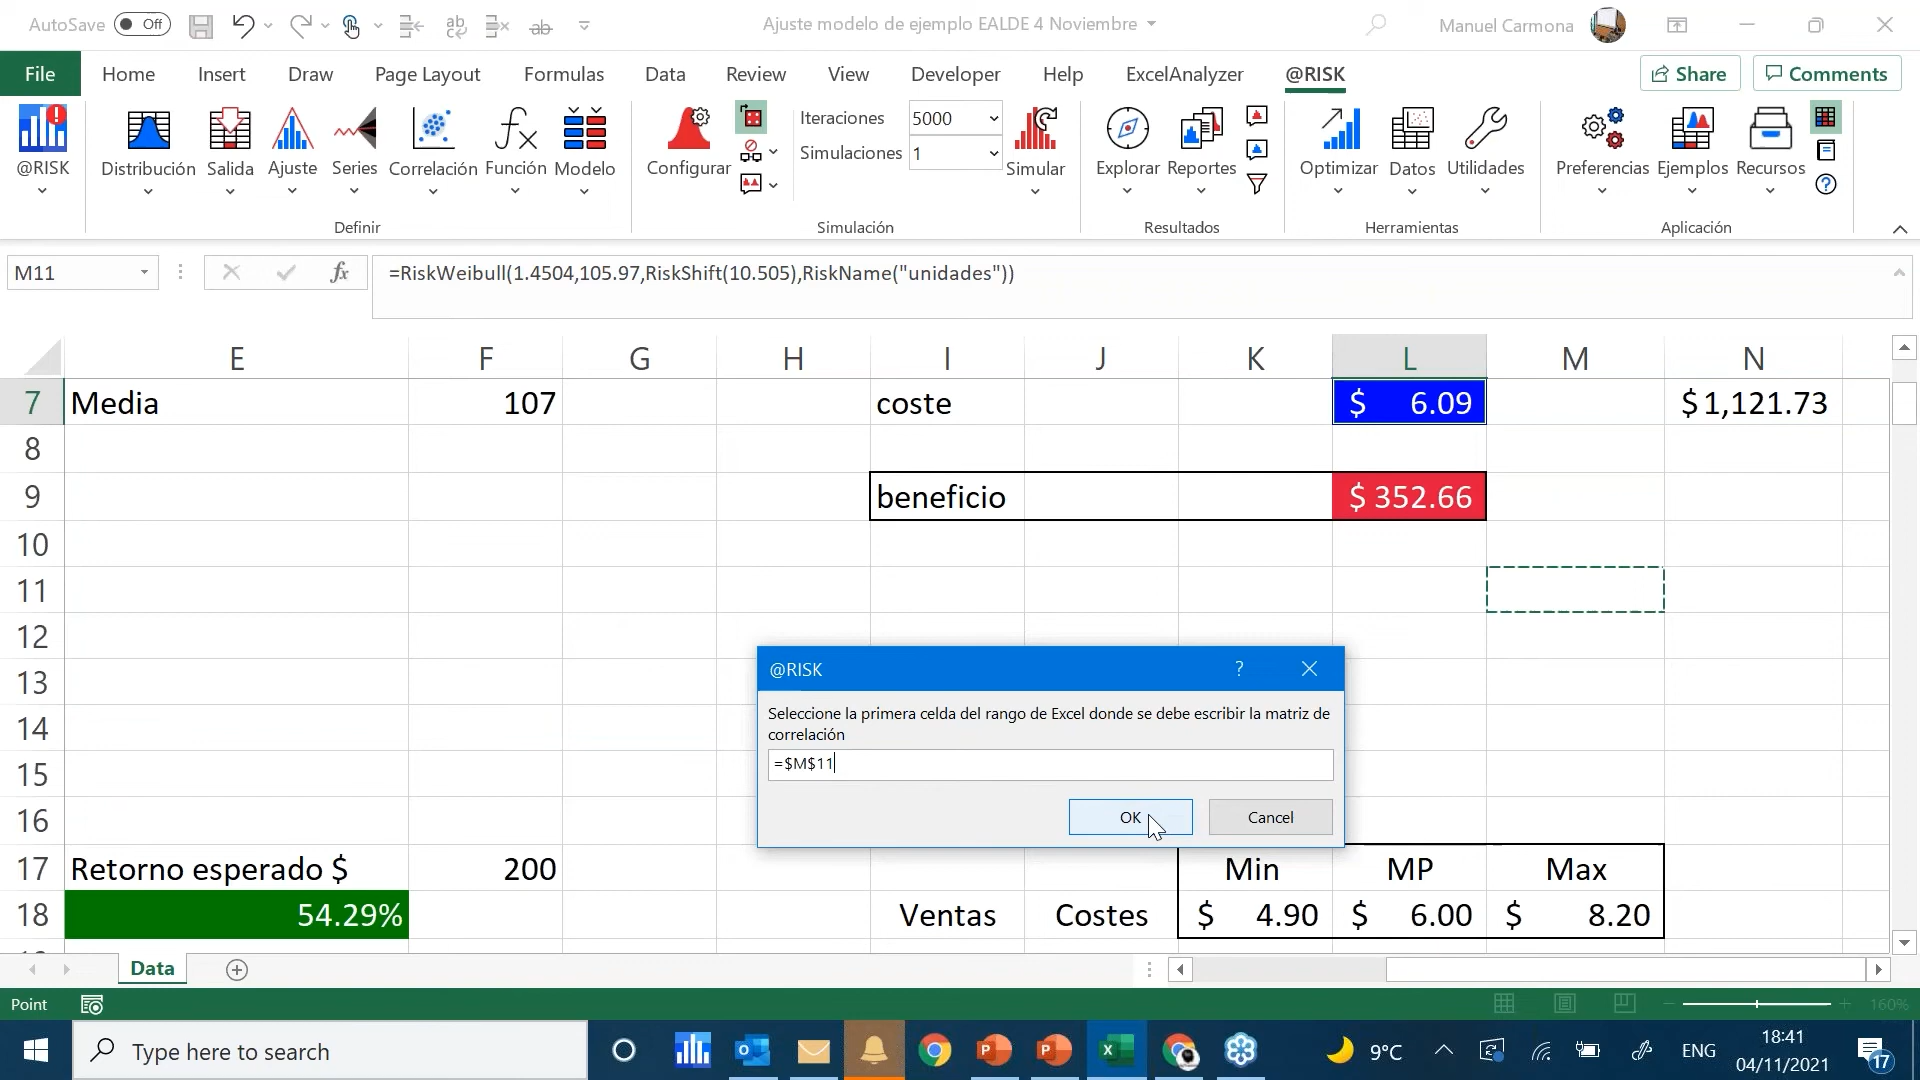 AutoSave Off Ajuste modelo de ejemplo EALDE 4 Noviembre Manuel Carmona
File Home Insert Draw Page Layout Formulas Data Review View Developer Help ExcelAnalyzer @RISK Share Comments
Iteraciones 5000
Simulaciones 1
@RISK Distribución Salida Ajuste Series Correlación Función Modelo Configurar Simular Explorar Reportes Optimizar Datos Utilidades Preferencias Ejemplos Recursos
Definir Simulación Resultados Herramientas Aplicación
M11 fx =RiskWeibull(1.4504,105.97,RiskShift(10.505),RiskName("unidades"))
E F G H I J K L M N
7 Media 107 coste $ 6.09 $ 1,121.73
8
9 beneficio $ 352.66
10
11
12
13
14
15
16
@RISK ?
Seleccione la primera celda del rango de Excel donde se debe escribir la matriz de
correlación
=$M$11
OK Cancel
17 Retorno esperado $ 200 Min MP Max
18 54.29% Ventas Costes $ 4.90 $ 6.00 $ 8.20
Data
Point 160%
Type here to search 9°C ENG 18:41
04/11/2021 17